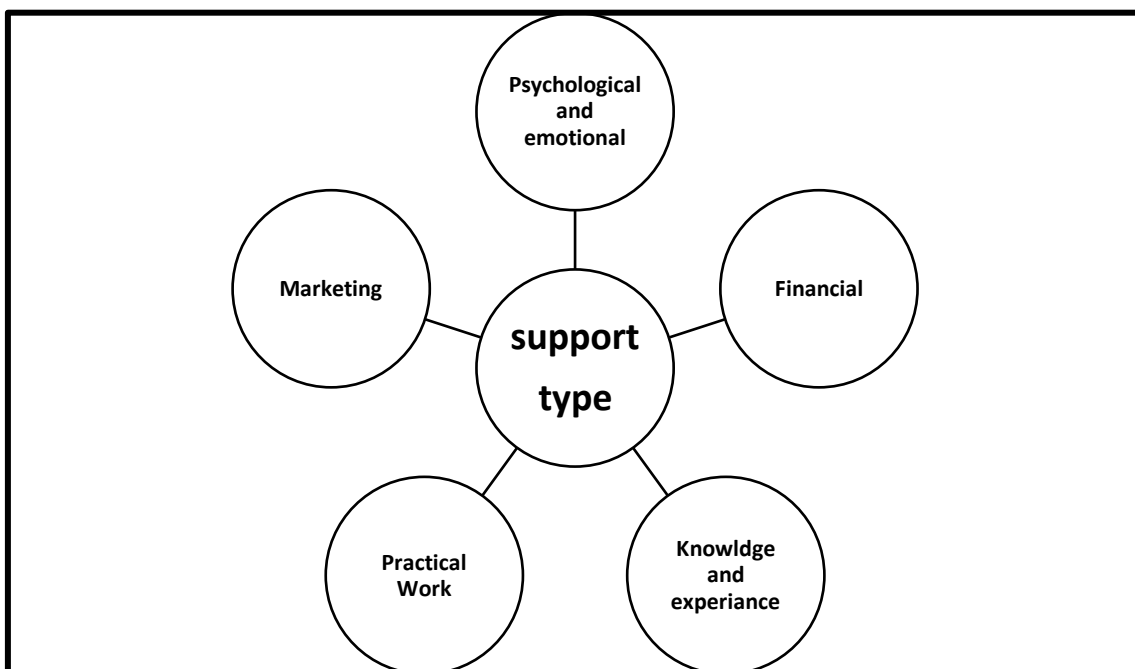 Psychological
and
emotional
Marketing
Financial
support
type
Practical
Work
Knowldge
and
experiance